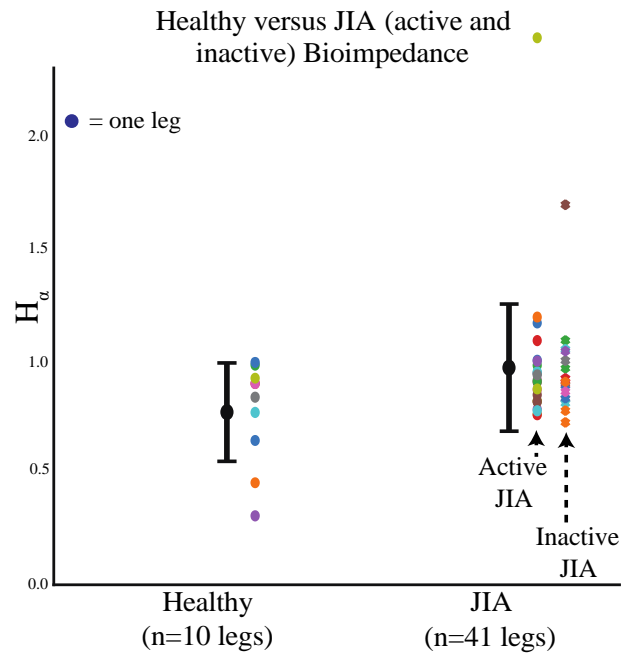 Healthy versus JIA (active and
inactive) Bioimpedance
= one leg
2.0
1.5
1.0
0.5
0.0
Hα
Active
JIA
Inactive
JIA
Healthy
(n=10 legs)
JIA
(n=41 legs)